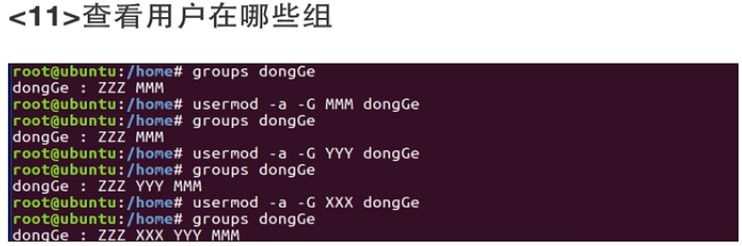 <11>查看用户在哪些组
root@ubuntu:/home# groups dongGe
dongGe : ZZZ MMM
root@ubuntu:/home# usermod -a -G MMM dongGe
root@ubuntu:/home# groups dongGe
dongGe : ZZZ MMM
root@ubuntu:/home# usermod -a -G YYY dongGe
root@ubuntu:/home# groups dongGe
dongGe : ZZZ YYY MMM
root@ubuntu:/home# usermod -a -G XXX dongGe
root@ubuntu:/home# groups dongGe
dongGe : ZZZ XXX YYY MMM